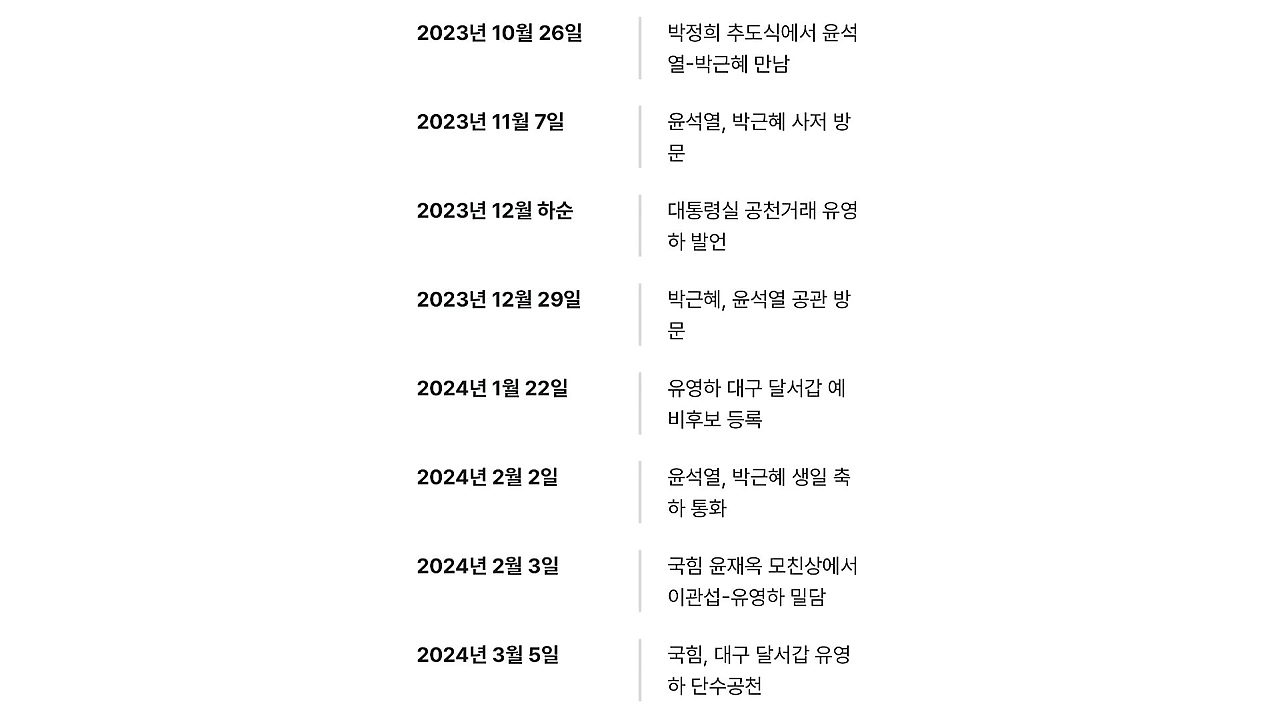 2023년 10월 26일
박정희 추도식에서 윤석
열-박근혜 만남
2023년 11월 7일
윤석열, 박근혜 사저 방
문
2023년 12월 하순
대통령실 공천거래 유영
하 발언
2023년 12월 29일
박근혜, 윤석열 공관 방
문
2024년 1월 22일
유영하 대구 달서갑 예
비후보 등록
2024년 2월 2일
윤석열, 박근혜 생일 축
하 통화
2024년 2월 3일
국힘 윤재옥 모친상에서
이관섭-유영하 밀담
2024년 3월 5일
국힘, 대구 달서갑 유영
하 단수공천